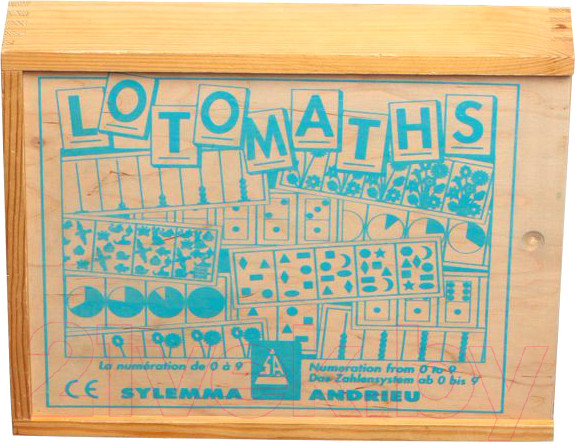 LOTOMATHS
La numération de 0 à 9
Numeration from 0 to 9
Das Zahlensystem ab 0 bis 9
CE SYLEMMA ANDRIEU